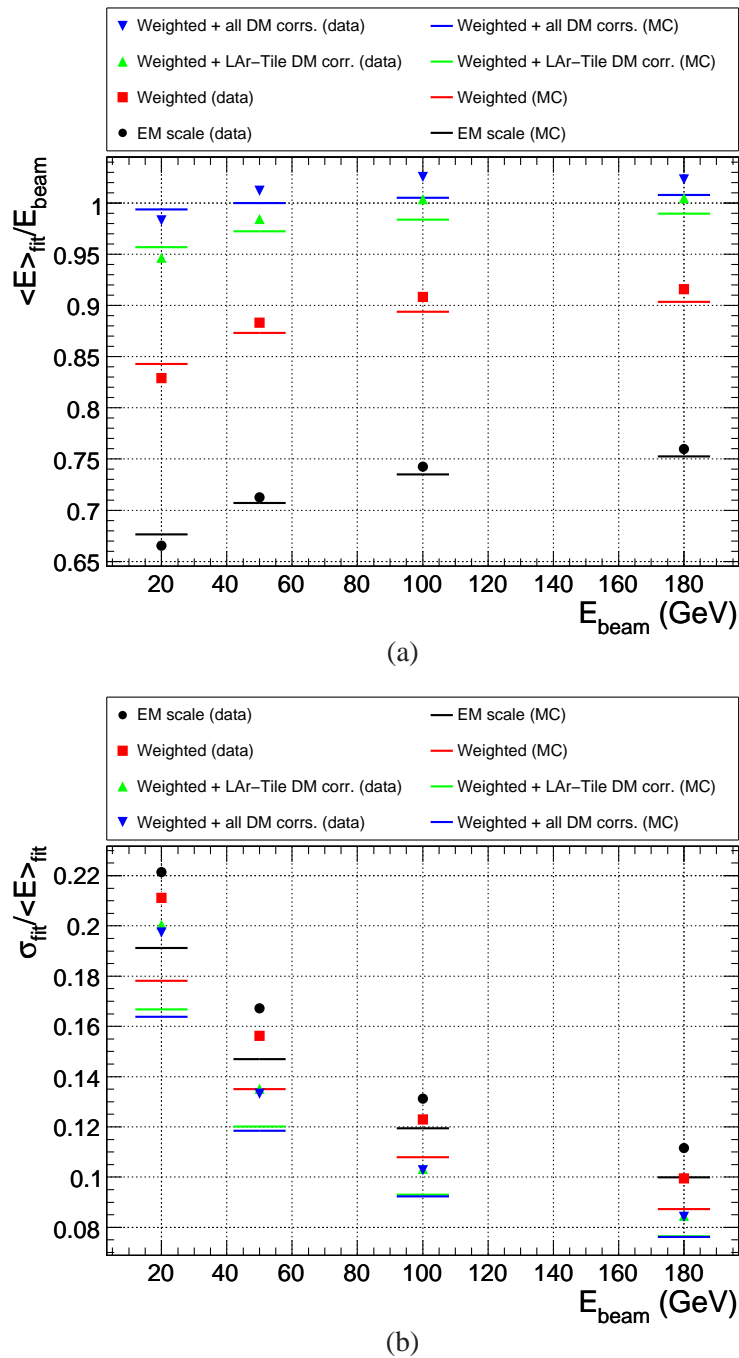 Weighted + all DM corrs. (data) Weighted + all DM corrs. (MC)
Weighted + LAr−Tile DM corr. (data) Weighted + LAr−Tile DM corr. (MC)
Weighted (data) Weighted (MC)
EM scale (data) EM scale (MC)
<E>fit/Ebeam
1
0.95
0.9
0.85
0.8
0.75
0.7
0.65
20 40 60 80 100 120 140 160 180
Ebeam (GeV)
(a)
EM scale (data) EM scale (MC)
Weighted (data) Weighted (MC)
Weighted + LAr−Tile DM corr. (data) Weighted + LAr−Tile DM corr. (MC)
Weighted + all DM corrs. (data) Weighted + all DM corrs. (MC)
σfit/<E>fit
0.22
0.2
0.18
0.16
0.14
0.12
0.1
0.08
20 40 60 80 100 120 140 160 180
Ebeam (GeV)
(b)